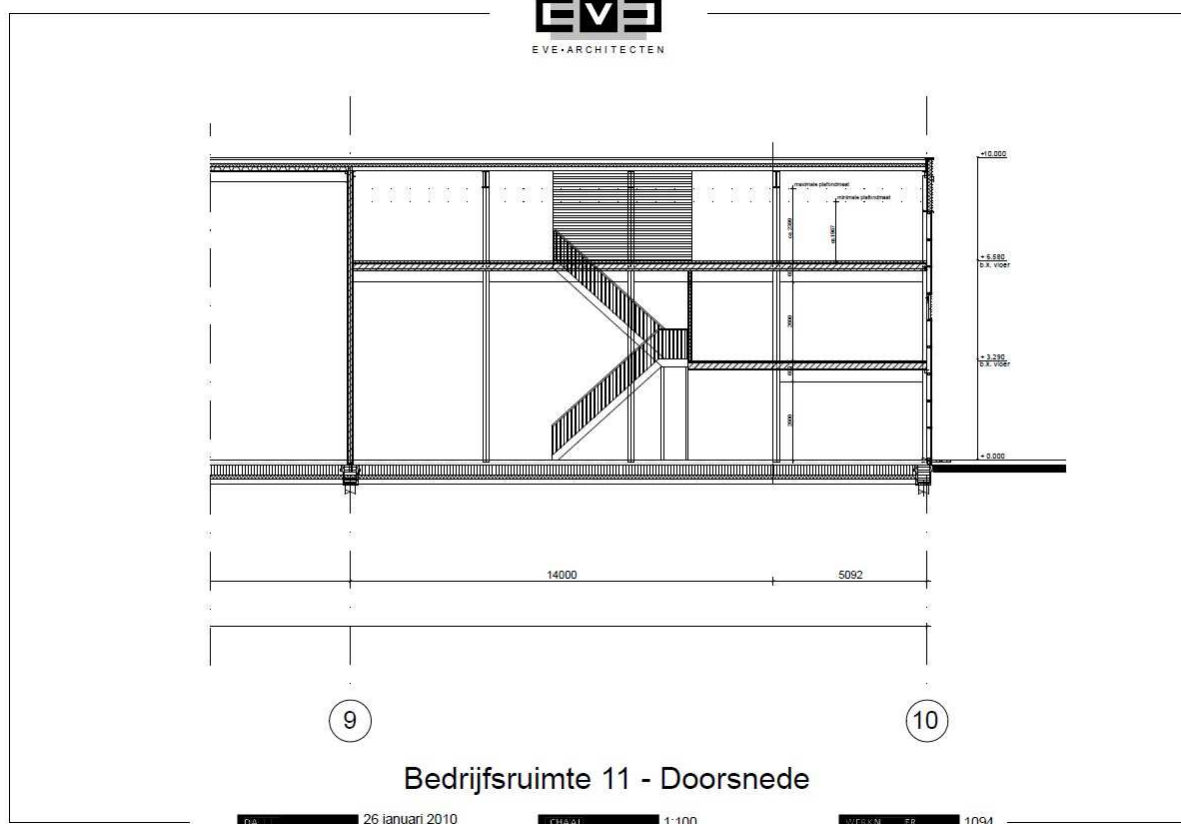 EVE
EVE•ARCHITECTEN
+10.000
maximale plafondmaat
minimale plafondmaat
+ 6.580
b.k. vloer
+ 3.290
b.k. vloer
+ 0.000
14000
5092
9
10
Bedrijfsruimte 11 - Doorsnede
26 januari 2010
1:100
1094